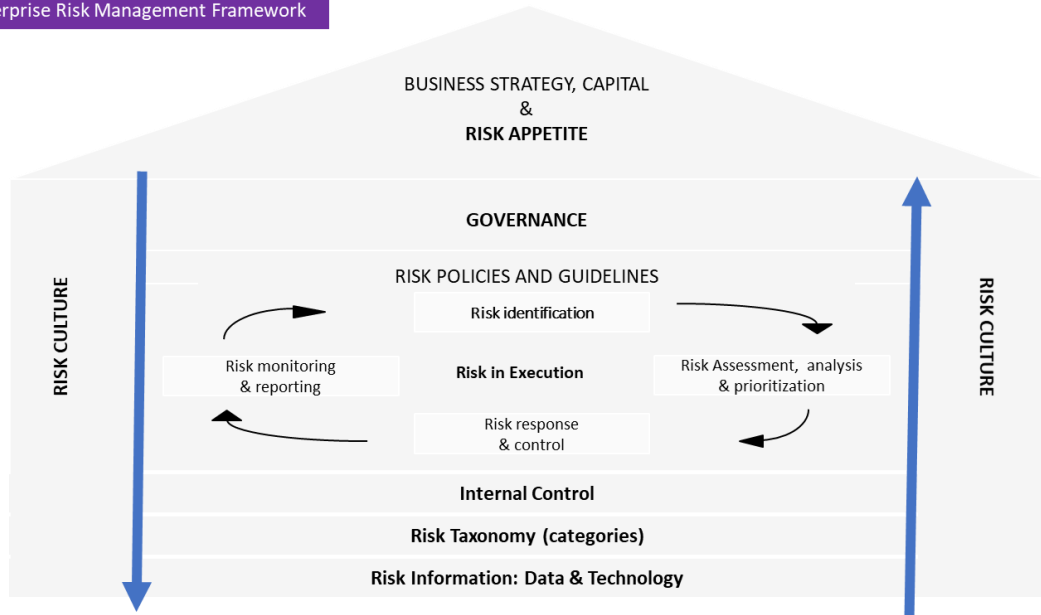 erprise Risk Management Framework
BUSINESS STRATEGY, CAPITAL
&
RISK APPETITE
GOVERNANCE
RISK POLICIES AND GUIDELINES
Risk identification
RISK CULTURE
Risk monitoring
& reporting
Risk in Execution
Risk Assessment, analysis
& prioritization
RISK CULTURE
Risk response
& control
Internal Control
Risk Taxonomy (categories)
Risk Information: Data & Technology